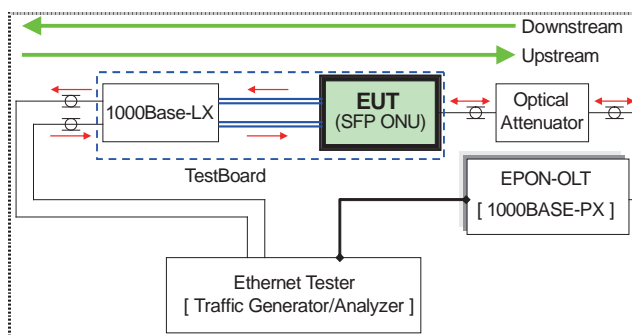 Downstream
Upstream
1000Base-LX
EUT
(SFP ONU)
Optical
Attenuator
TestBoard
EPON-OLT
[ 1000BASE-PX ]
Ethernet Tester
[ Traffic Generator/Analyzer ]